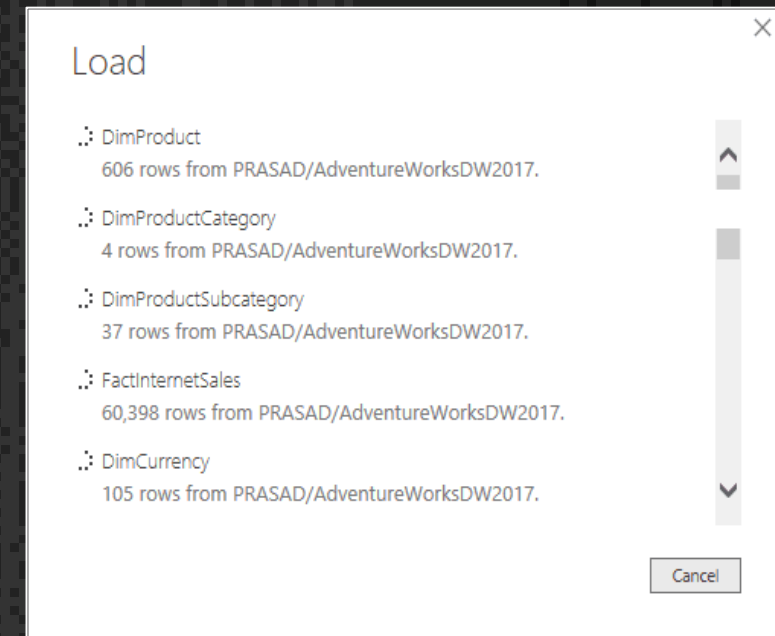 Load
DimProduct
606 rows from PRASAD/AdventureWorksDW2017.
DimProductCategory
4 rows from PRASAD/AdventureWorksDW2017.
DimProductSubcategory
37 rows from PRASAD/AdventureWorksDW2017.
FactInternetSales
60,398 rows from PRASAD/AdventureWorksDW2017.
DimCurrency
105 rows from PRASAD/AdventureWorksDW2017.
Cancel